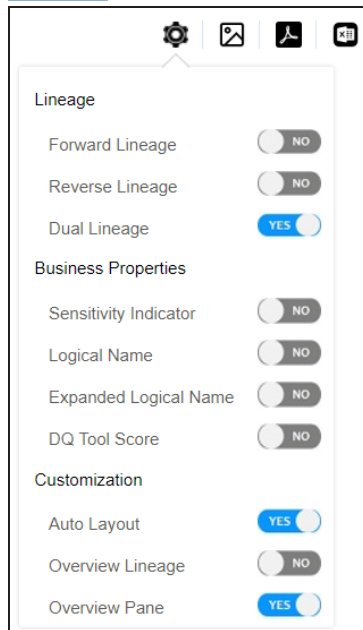 Lineage
Forward Lineage NO
Reverse Lineage NO
Dual Lineage YES
Business Properties
Sensitivity Indicator NO
Logical Name NO
Expanded Logical Name NO
DQ Tool Score NO
Customization
Auto Layout YES
Overview Lineage NO
Overview Pane YES